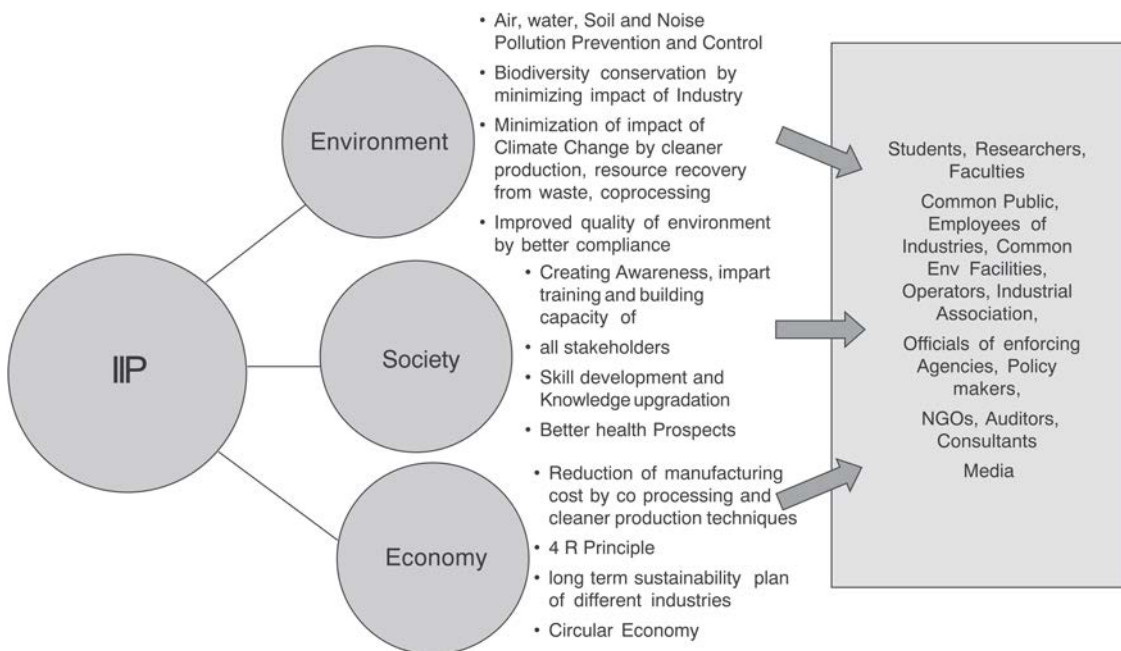 IIP
Environment
• Air, water, Soil and Noise
Pollution Prevention and Control
• Biodiversity conservation by
minimizing impact of Industry
• Minimization of impact of
Climate Change by cleaner
production, resource recovery
from waste, coprocessing
• Improved quality of environment
by better compliance
Society
• Creating Awareness, impart
training and building
capacity of
• all stakeholders
• Skill development and
Knowledge upgradation
• Better health Prospects
Economy
• Reduction of manufacturing
cost by co processing and
cleaner production techniques
• 4 R Principle
• long term sustainability plan
of different industries
• Circular Economy
Students, Researchers,
Faculties
Common Public,
Employees of
Industries, Common
Env Facilities,
Operators, Industrial
Association,
Officials of enforcing
Agencies, Policy
makers,
NGOs, Auditors,
Consultants
Media